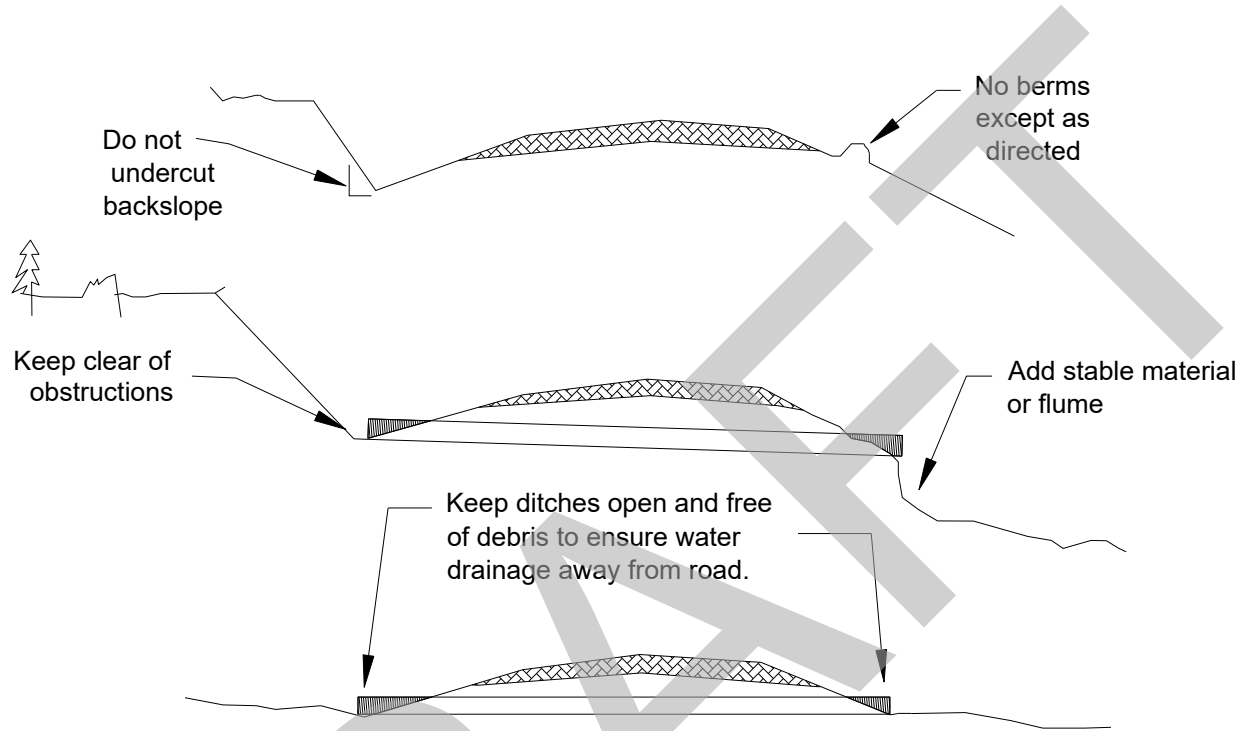 No berms
except as
directed
Do not
undercut
backslope
Keep clear of
obstructions
Add stable material
or flume
Keep ditches open and free
of debris to ensure water
drainage away from road.
DRAFT